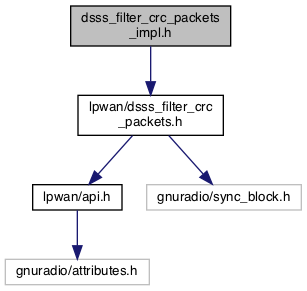 dsss_filter_crc_packets
_impl.h
lpwan/dsss_filter_crc
_packets.h
lpwan/api.h
gnuradio/sync_block.h
gnuradio/attributes.h